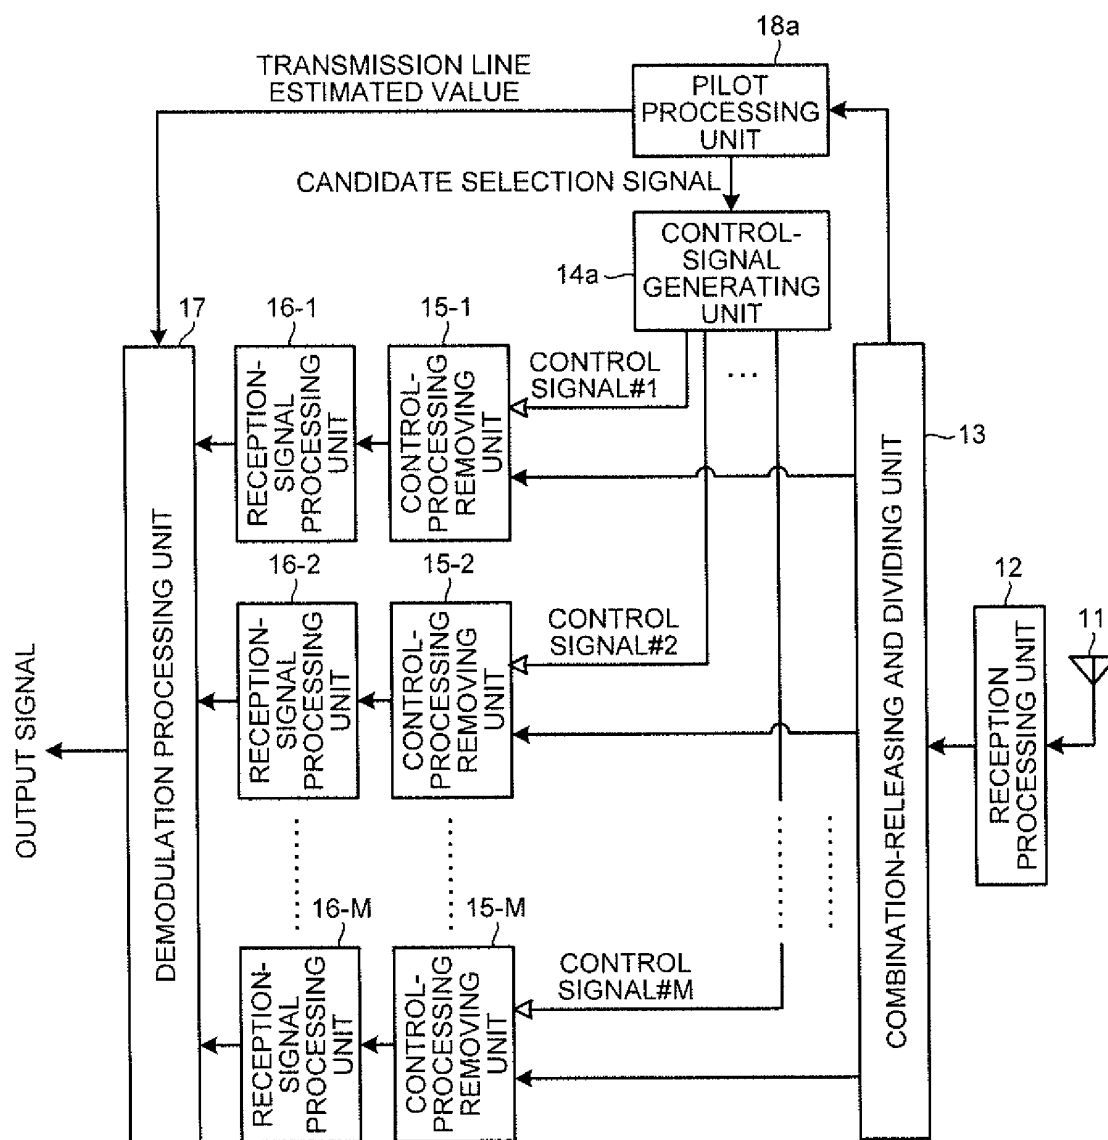 18a
TRANSMISSION LINE
ESTIMATED VALUE
PILOT
PROCESSING
UNIT
CANDIDATE SELECTION SIGNAL
14a
CONTROL-
SIGNAL
GENERATING
UNIT
17
16-1
15-1
CONTROL
SIGNAL#1
...
RECEPTION-
SIGNAL
PROCESSING
UNIT
CONTROL-
PROCESSING
REMOVING
UNIT
13
16-2
15-2
CONTROL
SIGNAL#2
RECEPTION-
SIGNAL
PROCESSING
UNIT
CONTROL-
PROCESSING
REMOVING
UNIT
12
11
OUTPUT SIGNAL
DEMODULATION PROCESSING UNIT
COMBINATION-RELEASING AND DIVIDING UNIT
RECEPTION
PROCESSING UNIT
16-M
15-M
CONTROL
SIGNAL#M
RECEPTION-
SIGNAL
PROCESSING
UNIT
CONTROL-
PROCESSING
REMOVING
UNIT